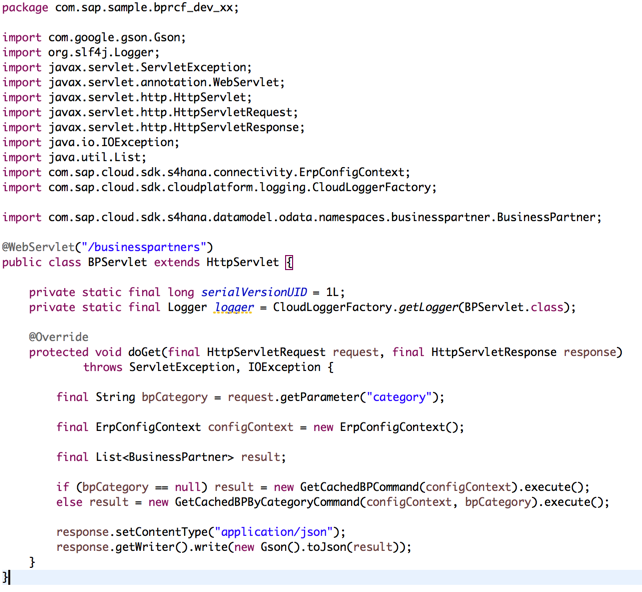 package com.sap.sample.bprcf_dev_xx;
import com.google.gson.Gson;
import org.slf4j.Logger;
import javax.servlet.ServletException;
import javax.servlet.annotation.WebServlet;
import javax.servlet.http.HttpServlet;
import javax.servlet.http.HttpServletRequest;
import javax.servlet.http.HttpServletResponse;
import java.io.IOException;
import java.util.List;
import com.sap.cloud.sdk.s4hana.connectivity.ErpConfigContext;
import com.sap.cloud.sdk.cloudplatform.logging.CloudLoggerFactory;
import com.sap.cloud.sdk.s4hana.datamodel.odata.namespaces.businesspartner.BusinessPartner;
@WebServlet("/businesspartners")
public class BPServlet extends HttpServlet {
private static final long serialVersionUID = 1L;
private static final Logger logger = CloudLoggerFactory.getLogger(BPServlet.class);
@Override
protected void doGet(final HttpServletRequest request, final HttpServletResponse response)
throws ServletException, IOException {
final String bpCategory = request.getParameter("category");
final ErpConfigContext configContext = new ErpConfigContext();
final List<BusinessPartner> result;
if (bpCategory == null) result = new GetCachedBPCommand(configContext).execute();
else result = new GetCachedBPByCategoryCommand(configContext, bpCategory).execute();
response.setContentType("application/json");
response.getWriter().write(new Gson().toJson(result));
}
}